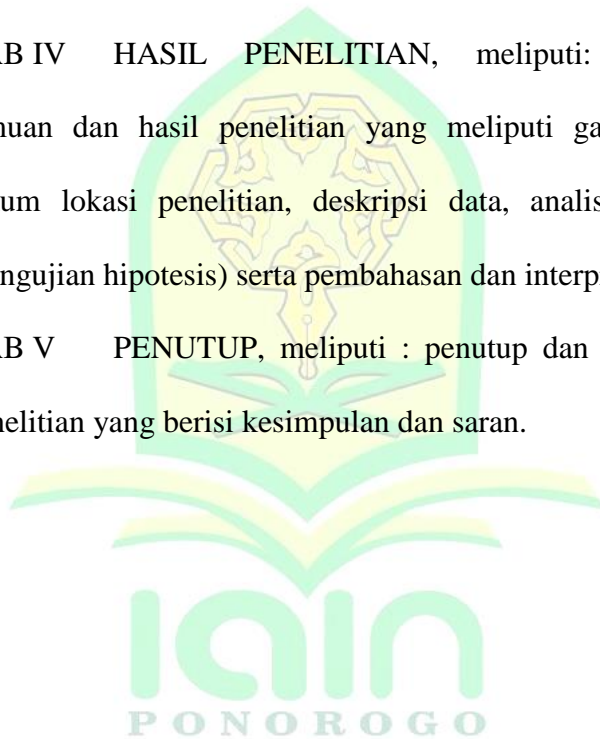 AB IV HASIL PENELITIAN, meliputi:
nuan dan hasil penelitian yang meliputi ga
um lokasi penelitian, deskripsi data, analis
ngujian hipotesis) serta pembahasan dan interp
AB V PENUTUP, meliputi : penutup dan
nelitian yang berisi kesimpulan dan saran.
IAIN
PONOROGO